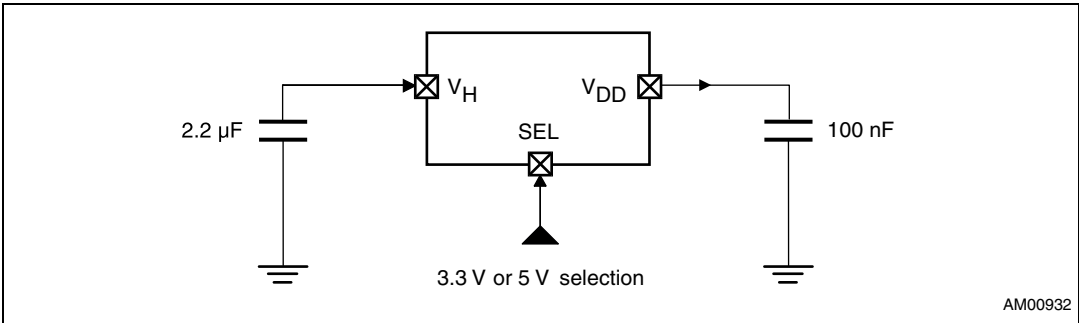 V_H
V_DD
2.2 µF
SEL
100 nF
3.3 V or 5 V selection
AM00932